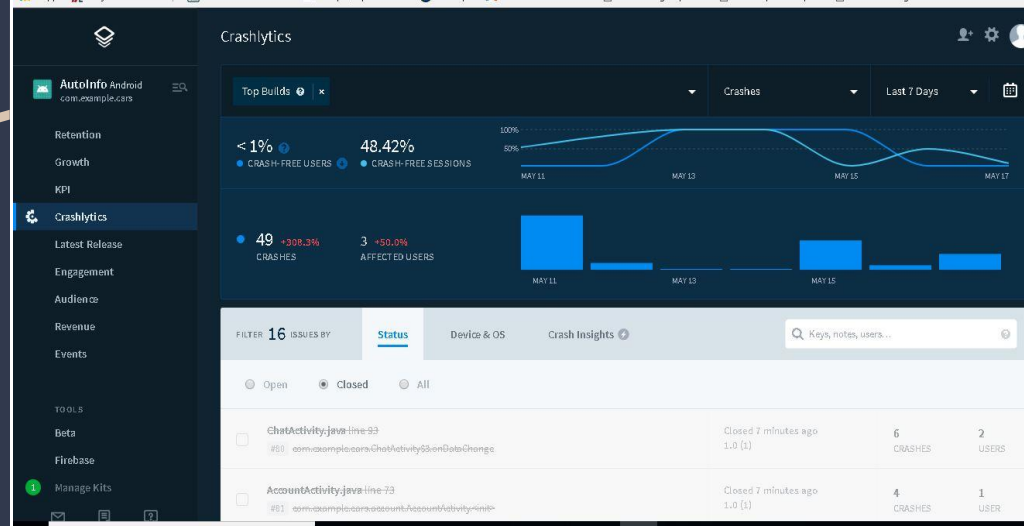 Crashlytics
AutoInfo Android
com.example.cars
Retention
Growth
KPI
Crashlytics
Latest Release
Engagement
Audience
Revenue
Events
TOOLS
Beta
Firebase
1 Manage Kits
Top Builds ? ×
Crashes
Last 7 Days
< 1% ?
CRASH-FREE USERS
48.42%
CRASH-FREE SESSIONS
100%
50%
MAY 11 MAY 13 MAY 15 MAY 17
49 +308.3%
CRASHES
3 +50.0%
AFFECTED USERS
MAY 11 MAY 13 MAY 15
FILTER 16 ISSUES BY
Status
Device & OS
Crash Insights
Keys, notes, users...
?
Open Closed All
ChatActivity.java line 93
com.example.cars.ChatActivity$3.onDataChange
Closed 7 minutes ago
1.0 (1)
6
CRASHES
2
USERS
AccountActivity.java line 73
#81 com.example.cars.account.AccountActivity.<init>
Closed 7 minutes ago
1.0 (1)
4
CRASHES
1
USER
?